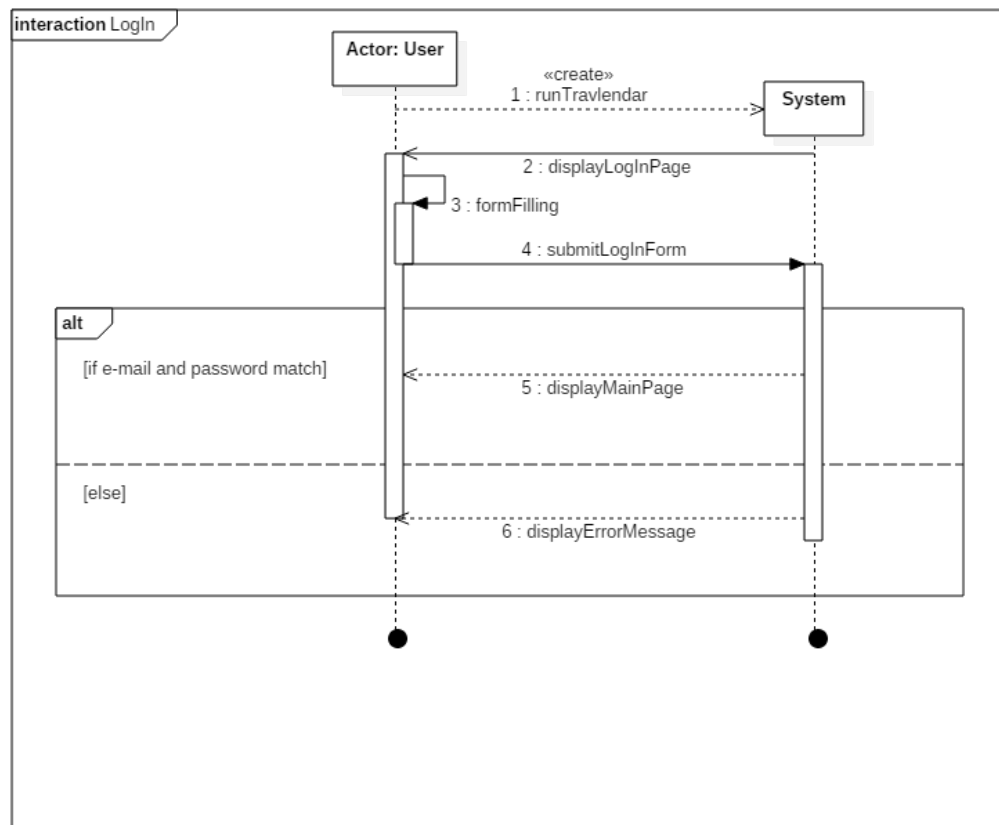 interaction LogIn
Actor: User
«create»
1 : runTravlendar
System
2 : displayLogInPage
3 : formFilling
4 : submitLogInForm
alt
[if e-mail and password match]
5 : displayMainPage
[else]
6 : displayErrorMessage